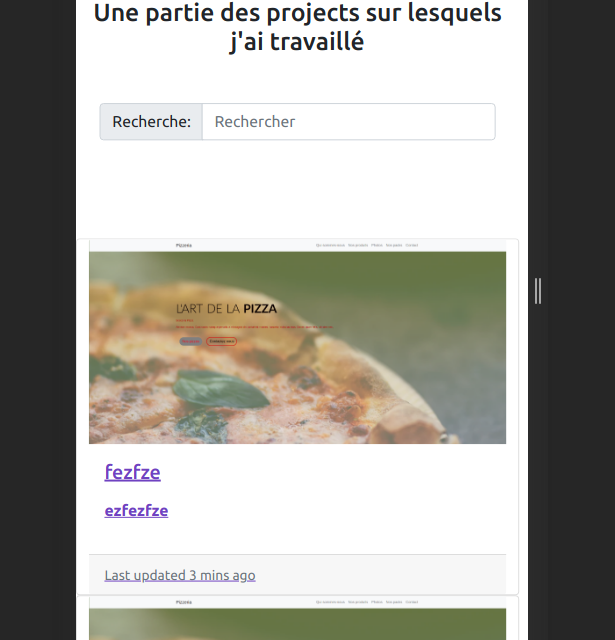 Une partie des projects sur lesquels
j'ai travaillé
Recherche: Rechercher
Pizzeria
L'ART DE LA PIZZA
fezfze
ezfezfze
Last updated 3 mins ago
Pizzeria